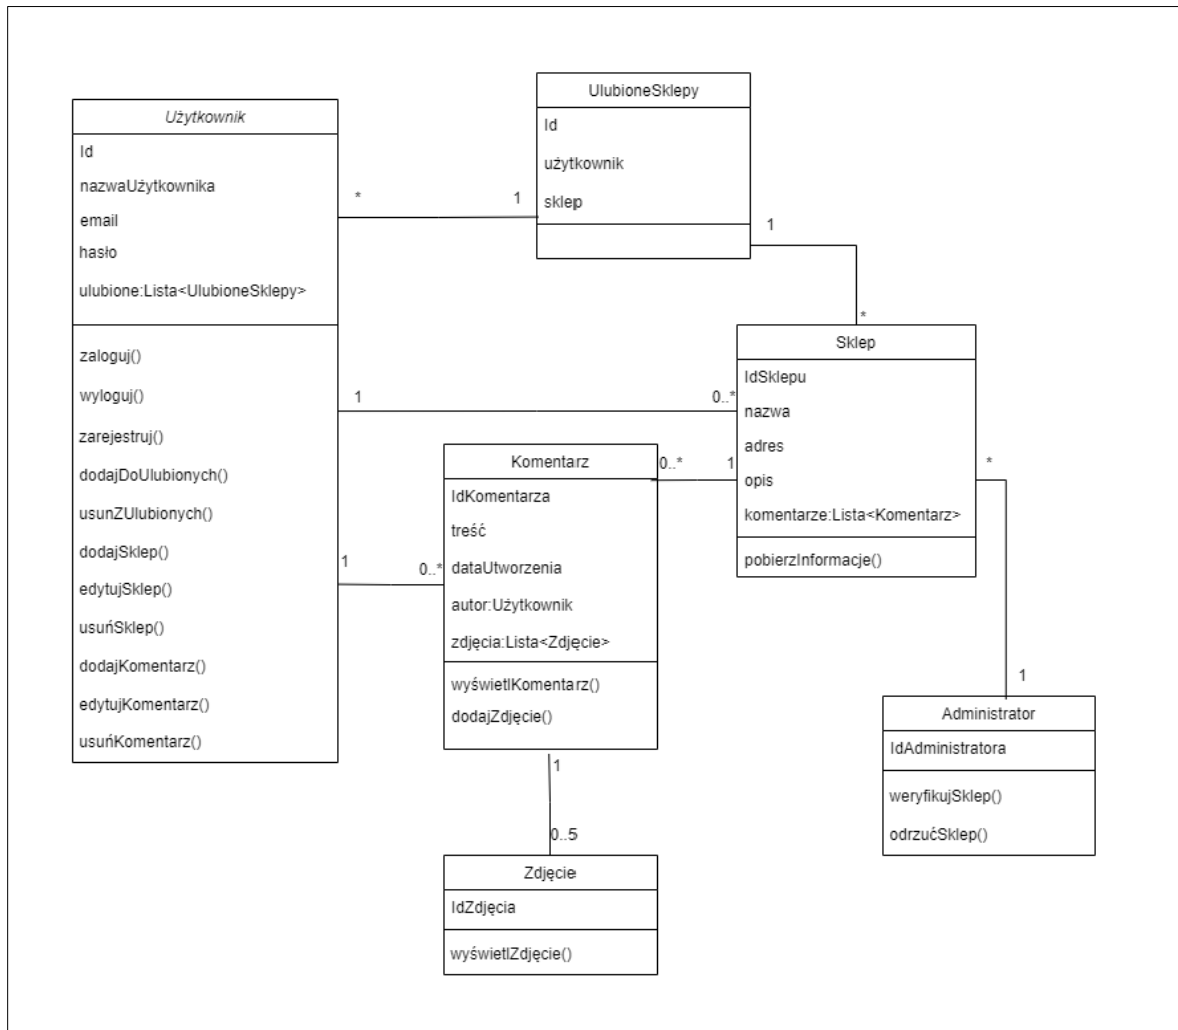 Użytkownik
Id
nazwaUżytkownika
email
hasło
ulubione:Lista<UlubioneSklepy>
zaloguj()
wyloguj()
zarejestruj()
dodajDoUlubionych()
usunZUlubionych()
dodajSklep()
edytujSklep()
usuńSklep()
dodajKomentarz()
edytujKomentarz()
usuńKomentarz()
*
1
UlubioneSklepy
Id
użytkownik
sklep
1
*
1
0..*
Sklep
IdSklepu
nazwa
adres
opis
komentarze:Lista<Komentarz>
pobierzInformacje()
0..*
1
1
0..*
Komentarz
IdKomentarza
treść
dataUtworzenia
autor:Użytkownik
zdjęcia:Lista<Zdjęcie>
wyświetlKomentarz()
dodajZdjęcie()
*
1
Administrator
IdAdministratora
weryfikujSklep()
odrzućSklep()
1
0..5
Zdjęcie
IdZdjęcia
wyświetlZdjęcie()